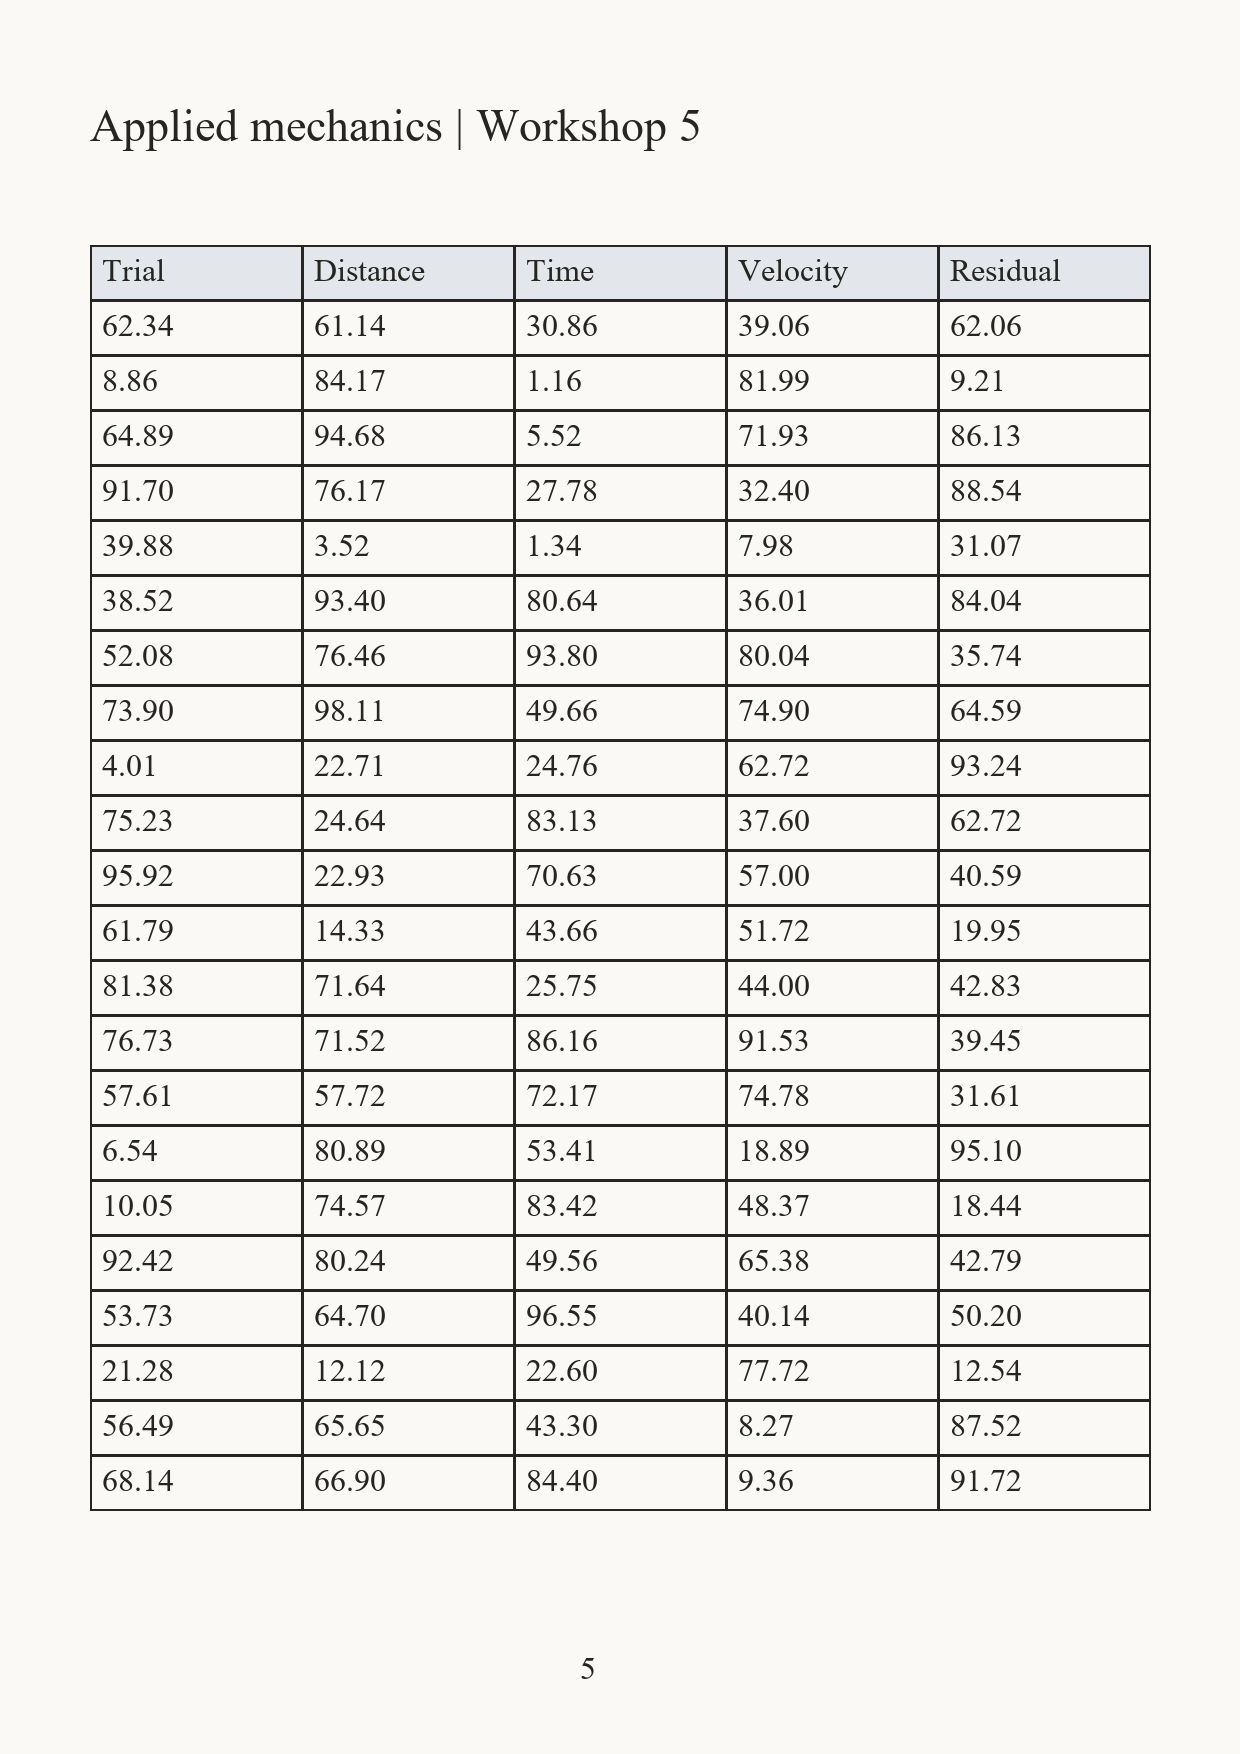 Applied mechanics | Workshop 5
Trial Distance Time Velocity Residual
62.34 61.14 30.86 39.06 62.06
8.86 84.17 1.16 81.99 9.21
64.89 94.68 5.52 71.93 86.13
91.70 76.17 27.78 32.40 88.54
39.88 3.52 1.34 7.98 31.07
38.52 93.40 80.64 36.01 84.04
52.08 76.46 93.80 80.04 35.74
73.90 98.11 49.66 74.90 64.59
4.01 22.71 24.76 62.72 93.24
75.23 24.64 83.13 37.60 62.72
95.92 22.93 70.63 57.00 40.59
61.79 14.33 43.66 51.72 19.95
81.38 71.64 25.75 44.00 42.83
76.73 71.52 86.16 91.53 39.45
57.61 57.72 72.17 74.78 31.61
6.54 80.89 53.41 18.89 95.10
10.05 74.57 83.42 48.37 18.44
92.42 80.24 49.56 65.38 42.79
53.73 64.70 96.55 40.14 50.20
21.28 12.12 22.60 77.72 12.54
56.49 65.65 43.30 8.27 87.52
68.14 66.90 84.40 9.36 91.72
5